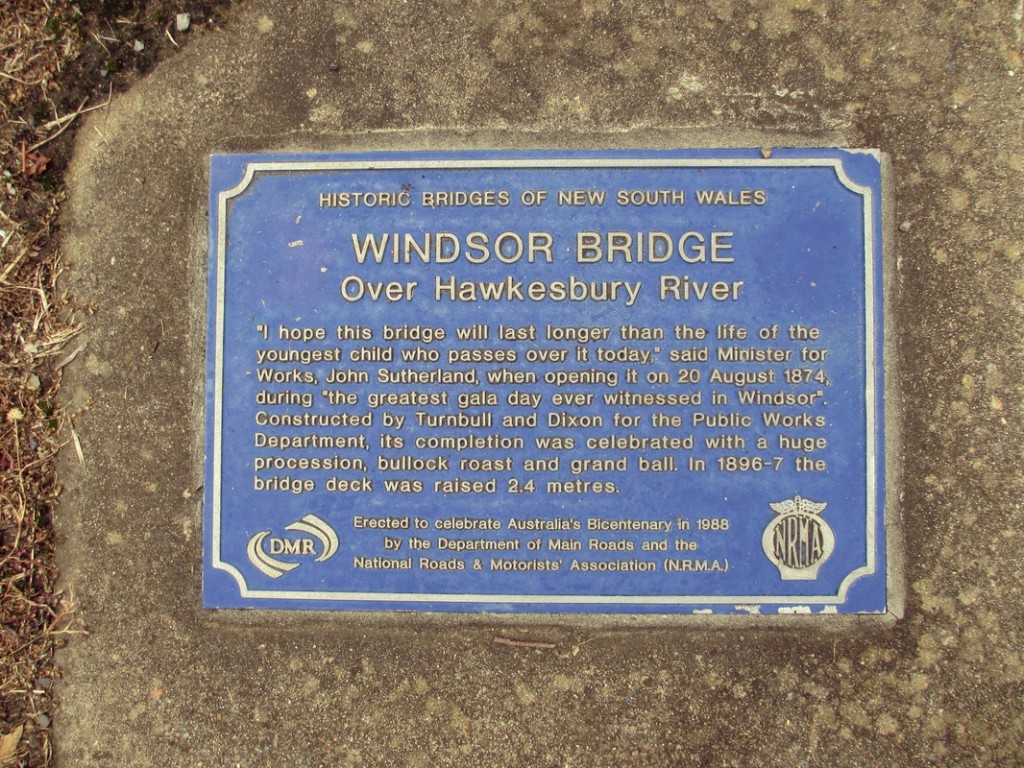 HISTORIC BRIDGES OF NEW SOUTH WALES
WINDSOR BRIDGE
Over Hawkesbury River
"I hope this bridge will last longer than the life of the
youngest child who passes over it today," said Minister for
Works, John Sutherland, when opening it on 20 August 1874,
during "the greatest gala day ever witnessed in Windsor".
Constructed by Turnbull and Dixon for the Public Works
Department, its completion was celebrated with a huge
procession, bullock roast and grand ball. In 1896-7 the
bridge deck was raised 2.4 metres.
DMR
Erected to celebrate Australia's Bicentenary in 1988
by the Department of Main Roads and the
National Roads & Motorists' Association (N.R.M.A.)
NRMA